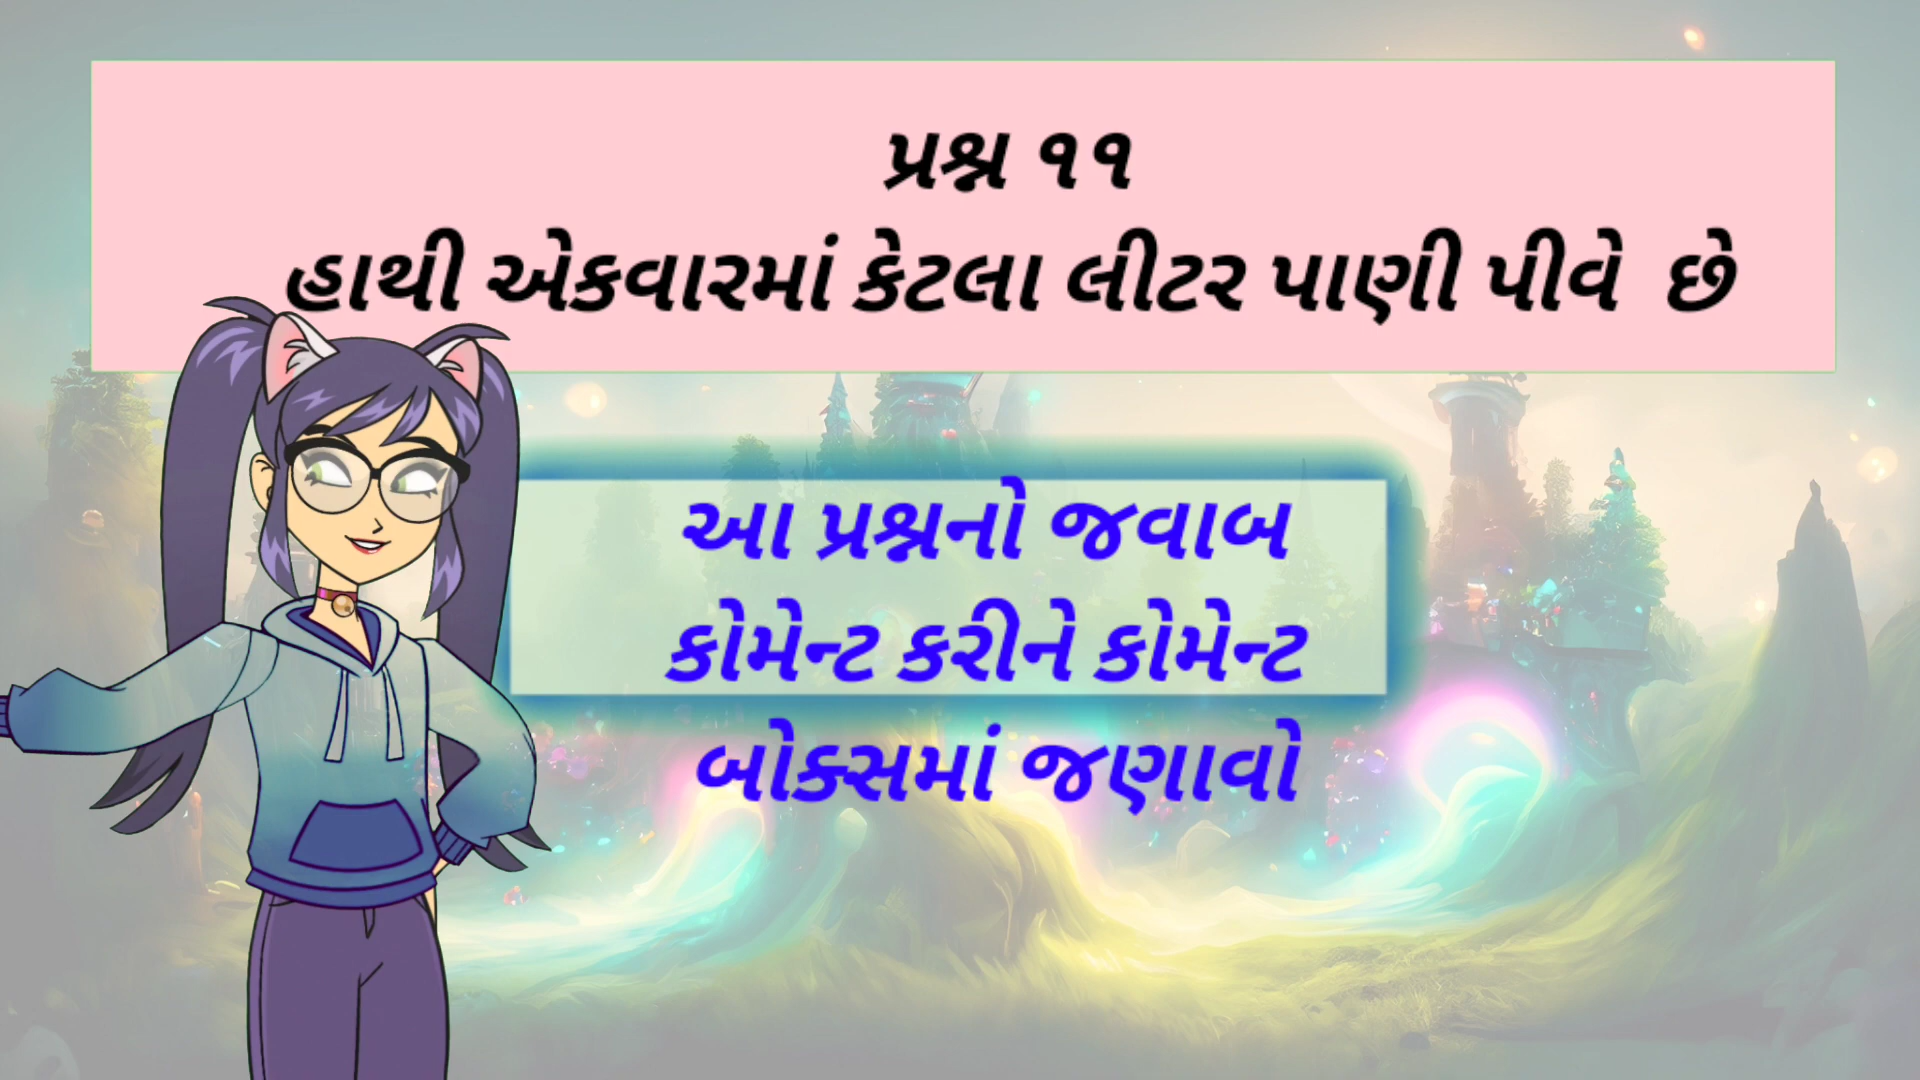 પ્રશ્ન ૧૧
હાથી એકવારમાં કેટલા લીટર પાણી પીવે છે
આ પ્રશ્નનો જવાબ
કોમેન્ટ કરીને કોમેન્ટ
બોક્સમાં જણાવો